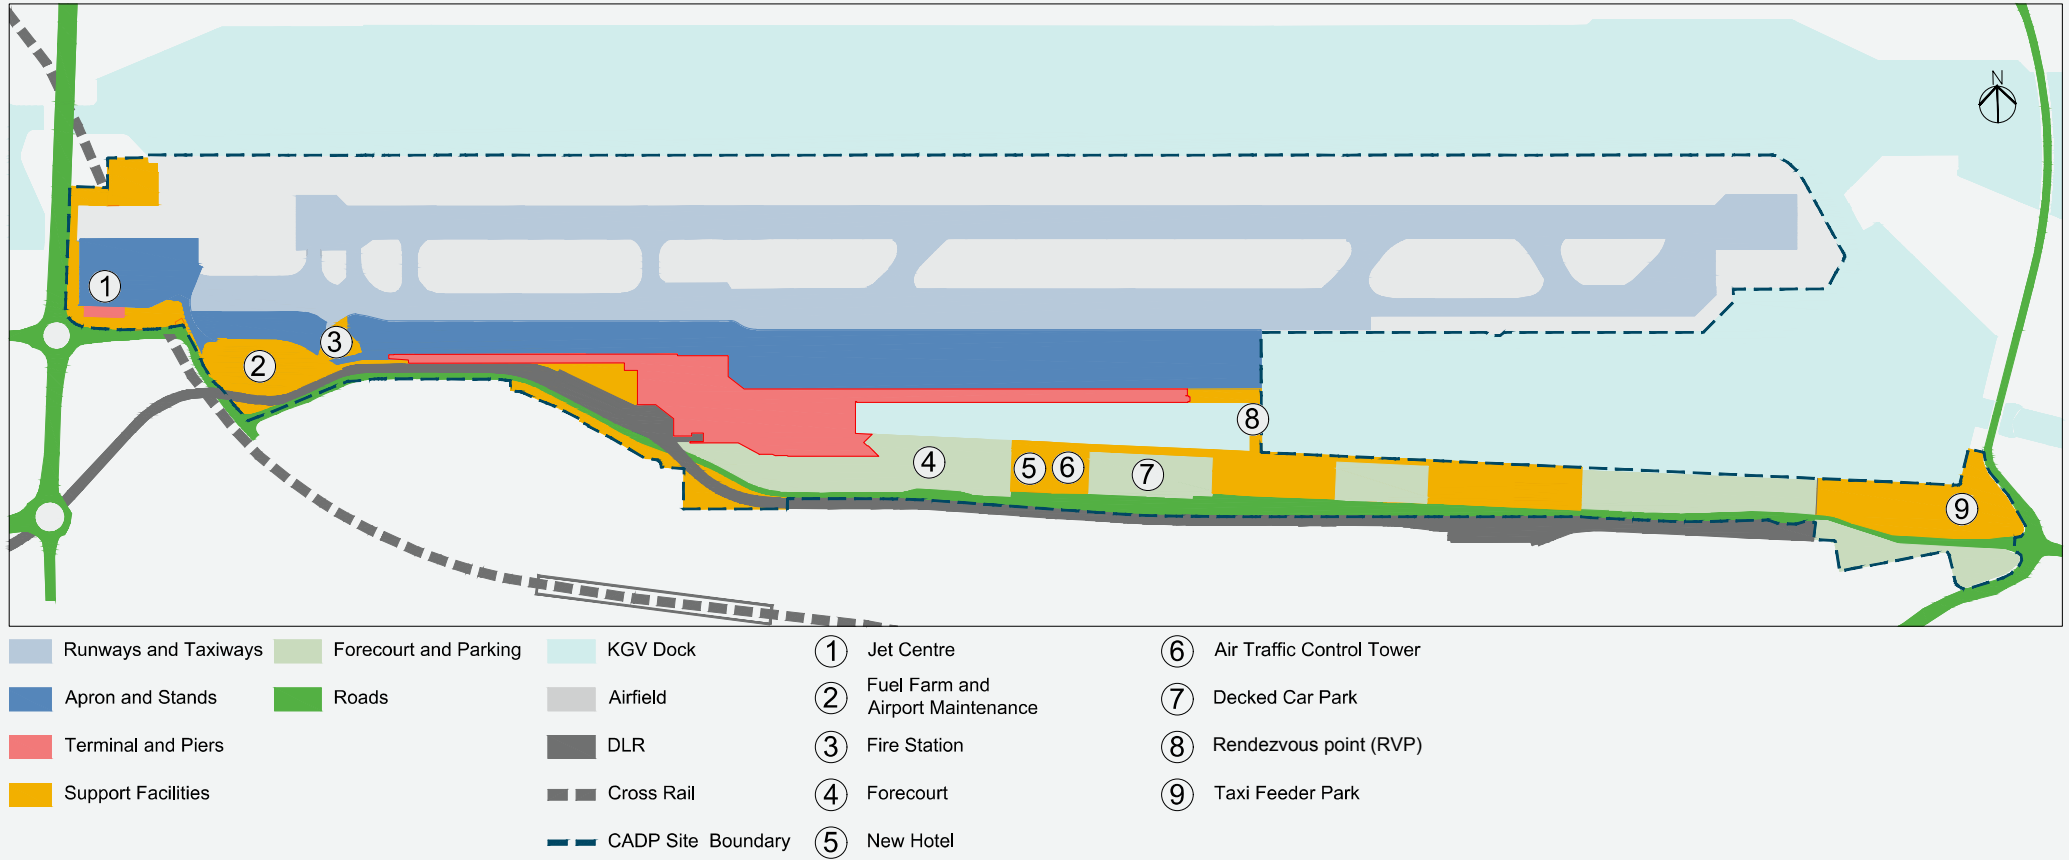 N
1
2
3
4
5
6
7
8
9
Runways and Taxiways
Apron and Stands
Terminal and Piers
Support Facilities
Forecourt and Parking
Roads
KGV Dock
Airfield
DLR
Cross Rail
CADP Site Boundary
1 Jet Centre
2 Fuel Farm and
Airport Maintenance
3 Fire Station
4 Forecourt
5 New Hotel
6 Air Traffic Control Tower
7 Decked Car Park
8 Rendezvous point (RVP)
9 Taxi Feeder Park